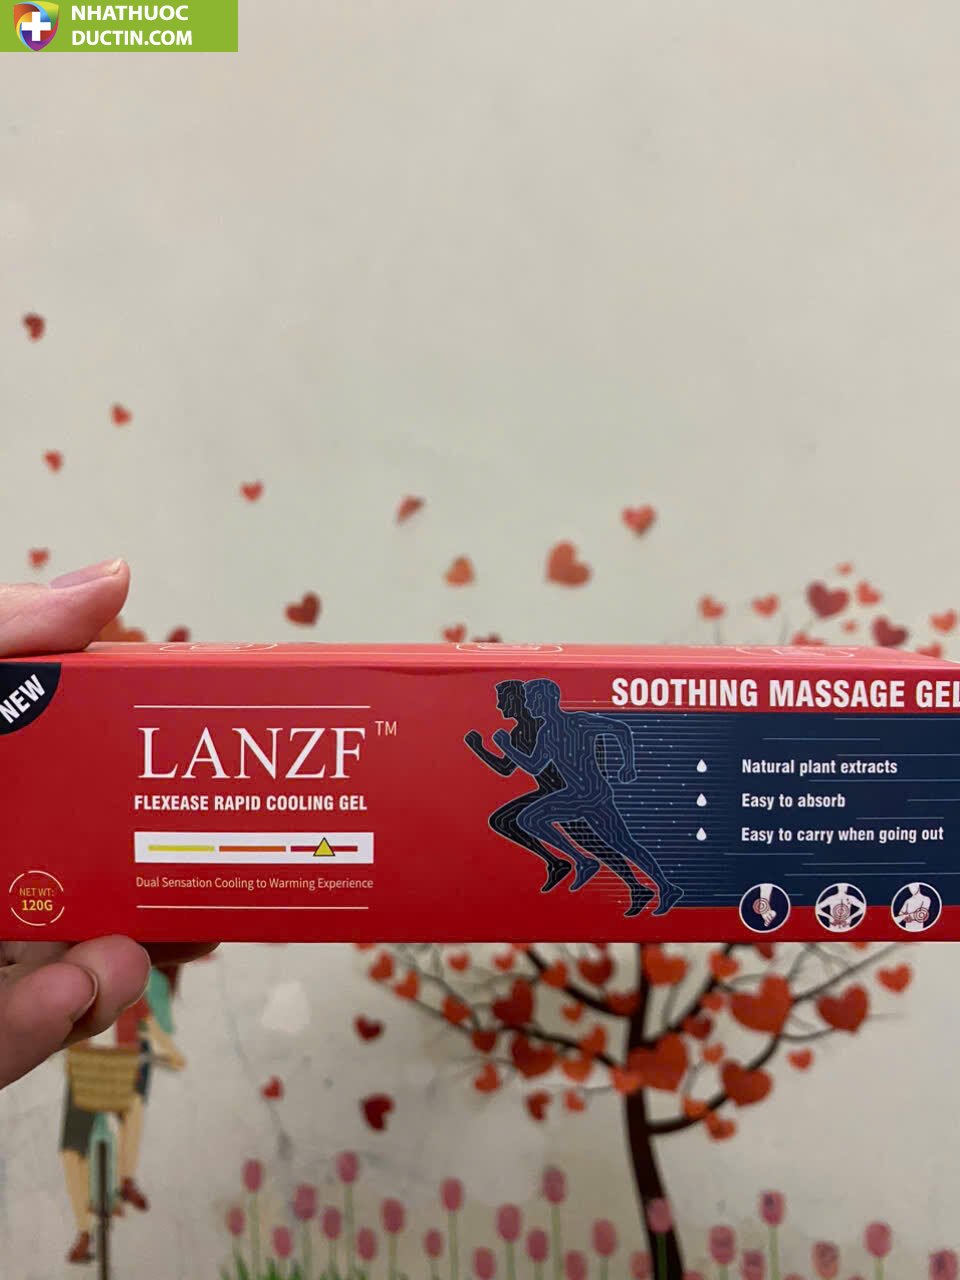 NHATHUOC
DUCTIN.COM
NEW
LANZF™
FLEXEASE RAPID COOLING GEL
Dual Sensation Cooling to Warming Experience
NET WT:
120G
SOOTHING MASSAGE GEL
Natural plant extracts
Easy to absorb
Easy to carry when going out